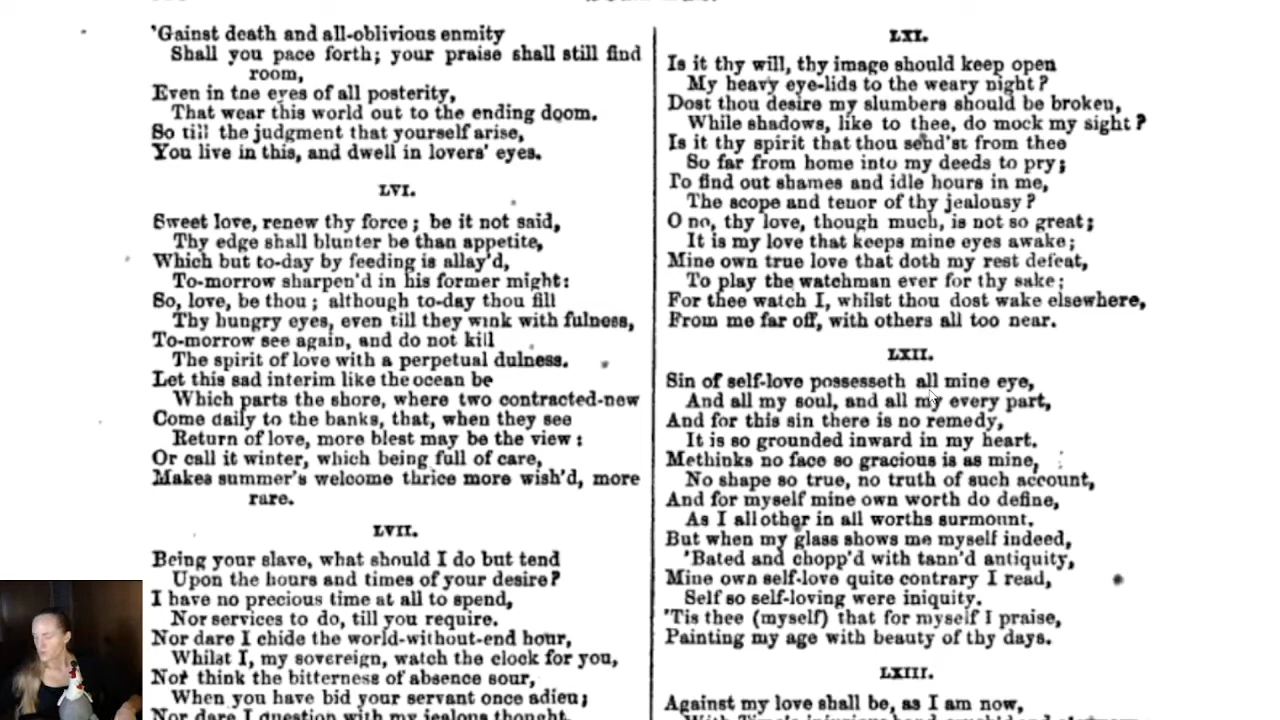 'Gainst death and all-oblivious enmity
Shall you pace forth; your praise shall still find
room,
Even in tne eyes of all posterity,
That wear this world out to the ending doom.
So till the judgment that yourself arise,
You live in this, and dwell in lovers' eyes.
LVI.
Sweet love, renew thy force; be it not said,
Thy edge shall blunter be than appetite,
Which but to-day by feeding is allay'd,
To-morrow sharpen'd in his former might:
So, love, be thou; although to-day thou fill
Thy hungry eyes, even till they wink with fulness,
To-morrow see again, and do not kill
The spirit of love with a perpetual dulness.
Let this sad interim like the ocean be
Which parts the shore, where two contracted-new
Come daily to the banks, that, when they see
Return of love, more blest may be the view:
Or call it winter, which being full of care,
Makes summer's welcome thrice more wish'd, more
rare.
LVII.
Being your slave, what should I do but tend
Upon the hours and times of your desire?
I have no precious time at all to spend,
Nor services to do, till you require.
Nor dare I chide the world-without-end hour,
Whilst I, my sovereign, watch the clock for you,
Not think the bitterness of absence sour,
When you have bid your servant once adieu;
Nor dare I question with my jealous thought
LXI.
Is it thy will, thy image should keep open
My heavy eye-lids to the weary night?
Dost thou desire my slumbers should be broken,
While shadows, like to thee, do mock my sight?
Is it thy spirit that thou send'st from thee
So far from home into my deeds to pry;
To find out shames and idle hours in me,
The scope and tenor of thy jealousy?
O no, thy love, though much, is not so great;
It is my love that keeps mine eyes awake;
Mine own true love that doth my rest defeat,
To play the watchman ever for thy sake;
For thee watch I, whilst thou dost wake elsewhere,
From me far off, with others all too near.
LXII.
Sin of self-love possesseth all mine eye,
And all my soul, and all my every part,
And for this sin there is no remedy,
It is so grounded inward in my heart.
Methinks no face so gracious is as mine,
No shape so true, no truth of such account,
And for myself mine own worth do define,
As I all other in all worths surmount.
But when my glass shows me myself indeed,
'Bated and chopp'd with tann'd antiquity,
Mine own self-love quite contrary I read,
Self so self-loving were iniquity.
'Tis thee (myself) that for myself I praise,
Painting my age with beauty of thy days.
LXIII.
Against my love shall be, as I am now,